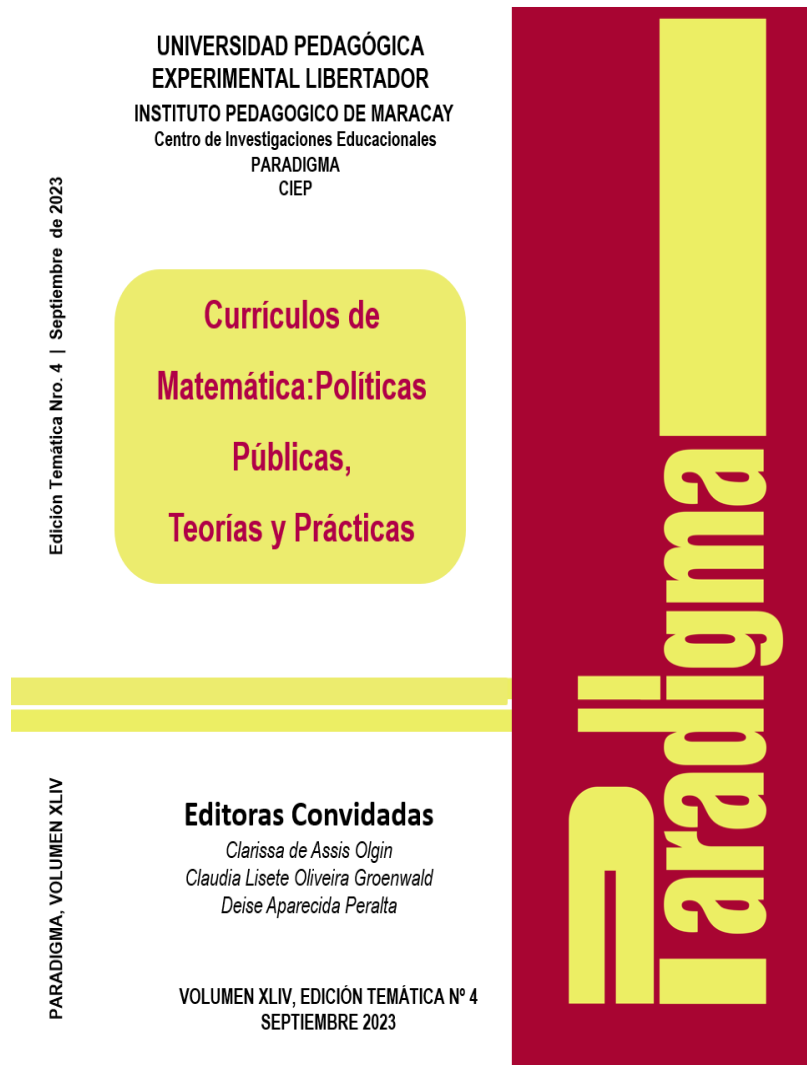 UNIVERSIDAD PEDAGÓGICA
EXPERIMENTAL LIBERTADOR
INSTITUTO PEDAGOGICO DE MARACAY
Centro de Investigaciones Educacionales
PARADIGMA
CIEP
Edición Temática Nro. 4 | Septiembre de 2023
Currículos de
Matemática:Políticas
Públicas,
Teorías y Prácticas
Paradigma
PARADIGMA, VOLUMEN XLIV
Editoras Convidadas
Clarissa de Assis Olgin
Claudia Lisete Oliveira Groenwald
Deise Aparecida Peralta
VOLUMEN XLIV, EDICIÓN TEMÁTICA Nº 4
SEPTIEMBRE 2023